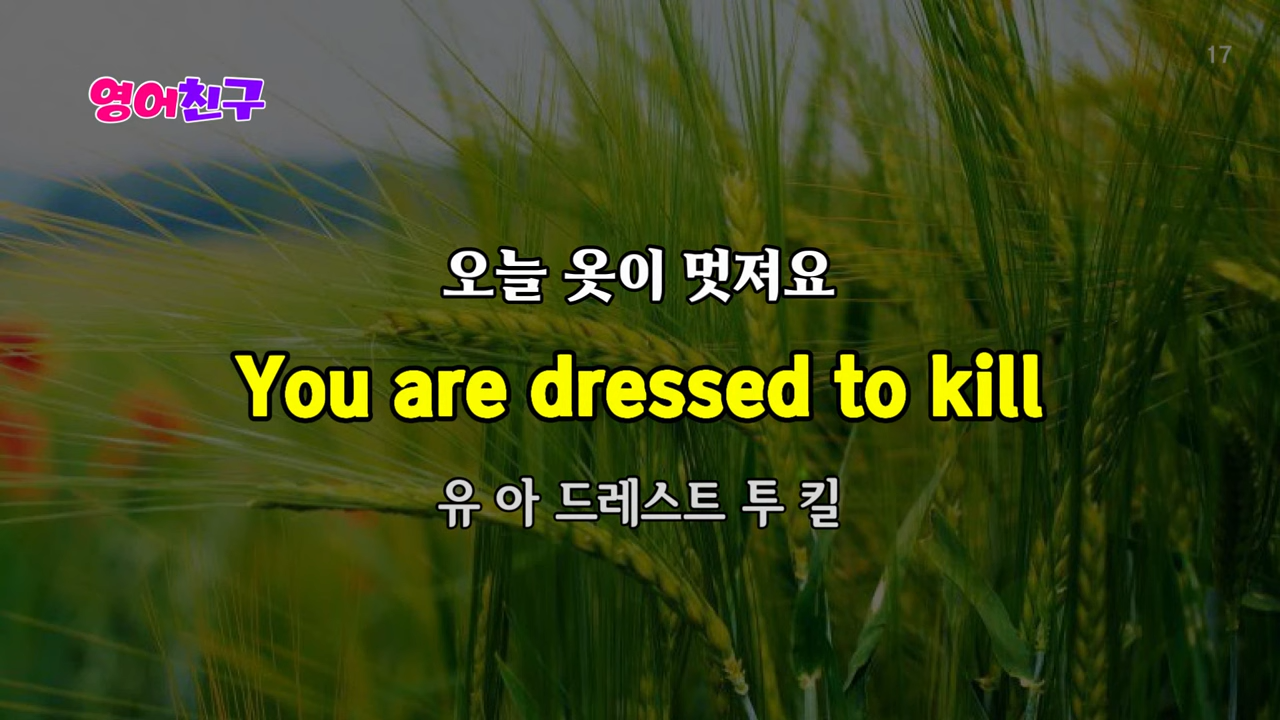 17
영어친구
오늘 옷이 멋져요
You are dressed to kill
유 아 드레스트 투 킬